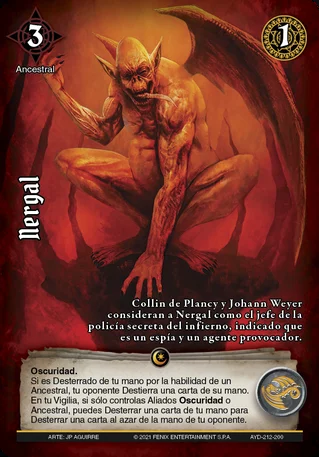 3
1
Ancestral
Nergal
Collin de Plancy y Johann Weyer
consideran a Nergal como el jefe de la
policía secreta del infierno, indicado que
es un espía y un agente provocador.
Oscuridad.
Si es Desterrado de tu mano por la habilidad de un
Ancestral, tu oponente Destierra una carta de su mano.
En tu Vigilia, si sólo controlas Aliados Oscuridad o
Ancestral, puedes Desterrar una carta de tu mano para
Desterrar una carta al azar de la mano de tu oponente.
ARTE: JP AGUIRRE
© 2021 FENIX ENTERTAINMENT S.P.A.
AYD-212-260